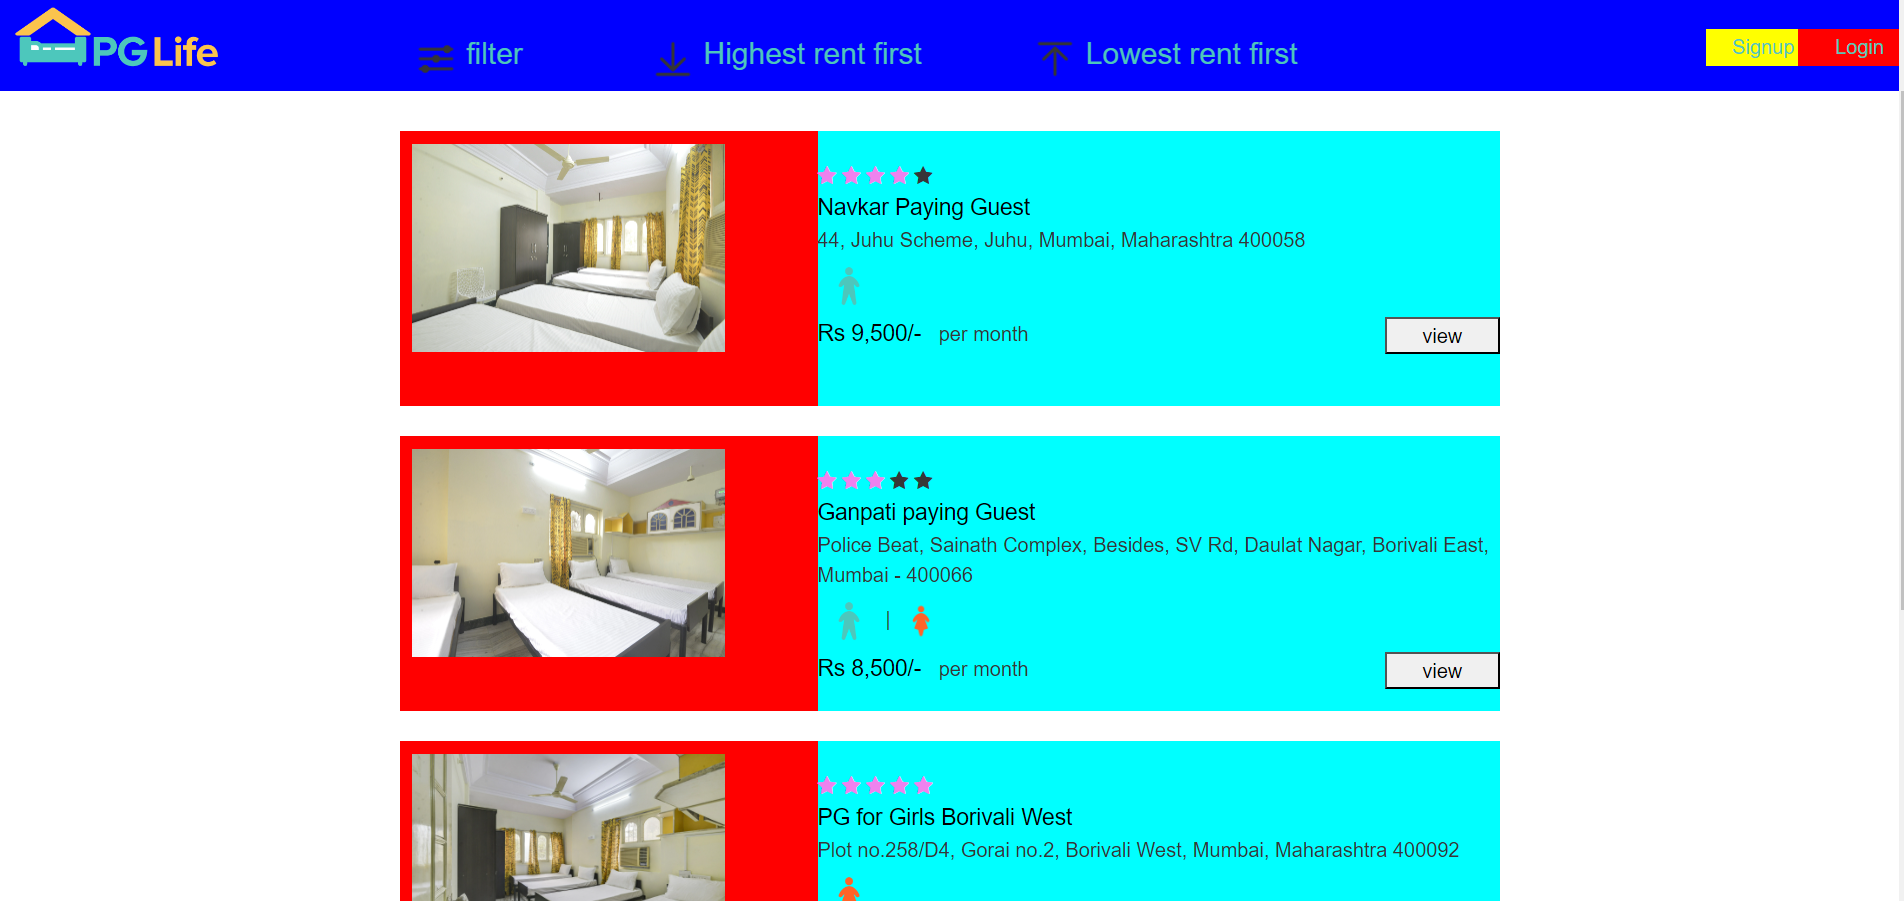 PG Life
filter
Highest rent first
Lowest rent first
Signup
Login
Navkar Paying Guest
44, Juhu Scheme, Juhu, Mumbai, Maharashtra 400058
Rs 9,500/- per month
view
Ganpati paying Guest
Police Beat, Sainath Complex, Besides, SV Rd, Daulat Nagar, Borivali East,
Mumbai - 400066
|
Rs 8,500/- per month
view
PG for Girls Borivali West
Plot no.258/D4, Gorai no.2, Borivali West, Mumbai, Maharashtra 400092